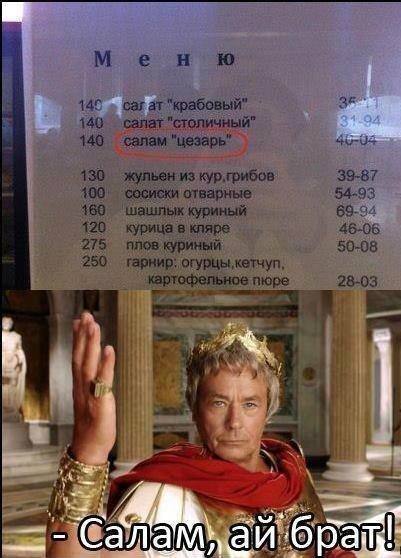 Меню
140 салат "крабовый"
140 салат "столичный" 31-94
140 салам "цезарь" 40-04
130 жульен из кур,грибов 39-87
100 сосиски отварные 54-93
160 шашлык куриный 69-94
120 курица в кляре 46-06
275 плов куриный 50-08
250 гарнир: огурцы,кетчуп,
картофельное пюре 28-03
- Салам, ай брат!